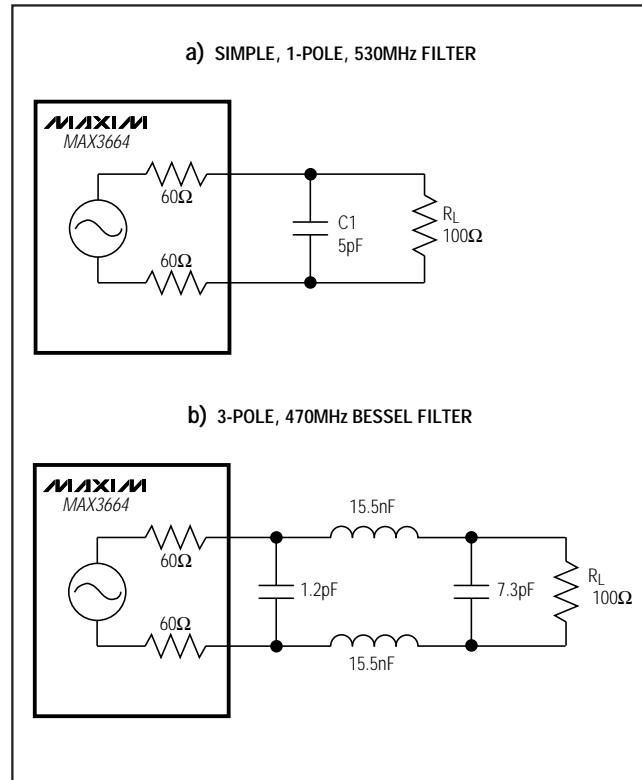 a) SIMPLE, 1-POLE, 530MHz FILTER
MAXIM
MAX3664
60Ω
60Ω
C1
5pF
RL
100Ω
b) 3-POLE, 470MHz BESSEL FILTER
MAXIM
MAX3664
60Ω
60Ω
15.5nF
1.2pF
7.3pF
15.5nF
RL
100Ω